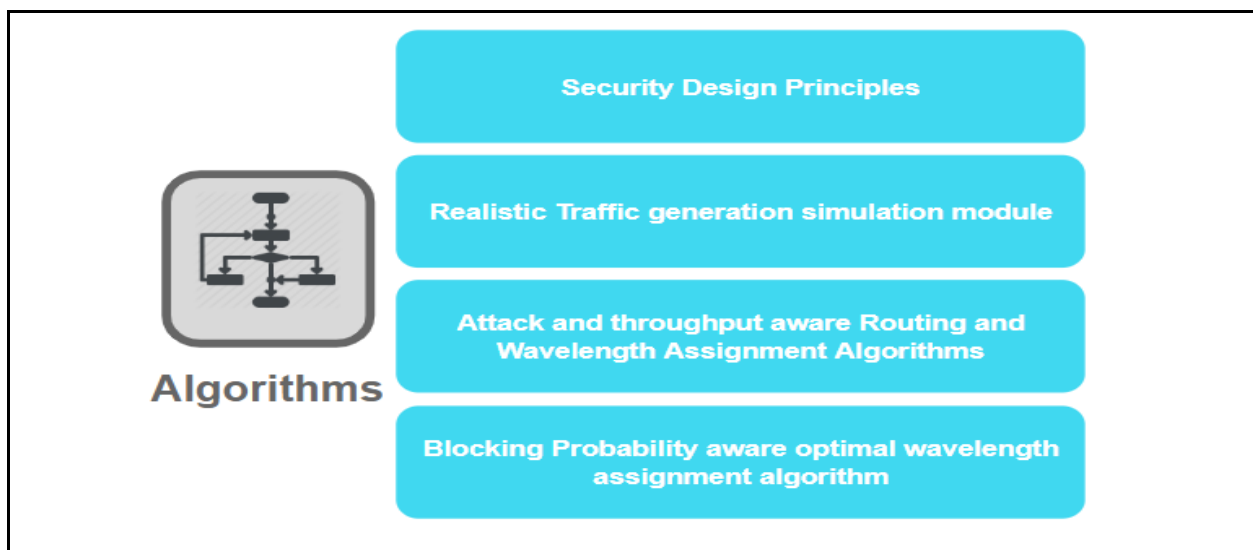 Security Design Principles
Realistic Traffic generation simulation module
Attack and throughput aware Routing and
Wavelength Assignment Algorithms
Algorithms
Blocking Probability aware optimal wavelength
assignment algorithm